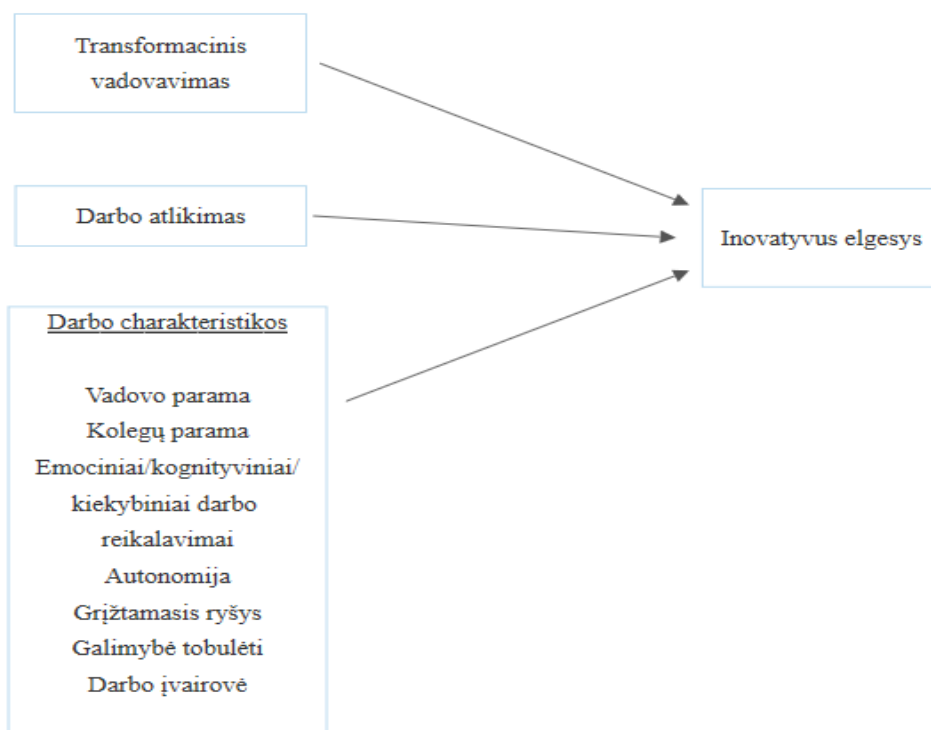 Transformacinis
vadovavimas
Darbo atlikimas
Inovatyvus elgesys
Darbo charakteristikos
Vadovo parama
Kolegų parama
Emociniai/kognityviniai/
kiekybiniai darbo
reikalavimai
Autonomija
Grįžtamasis ryšys
Galimybė tobulėti
Darbo įvairovė